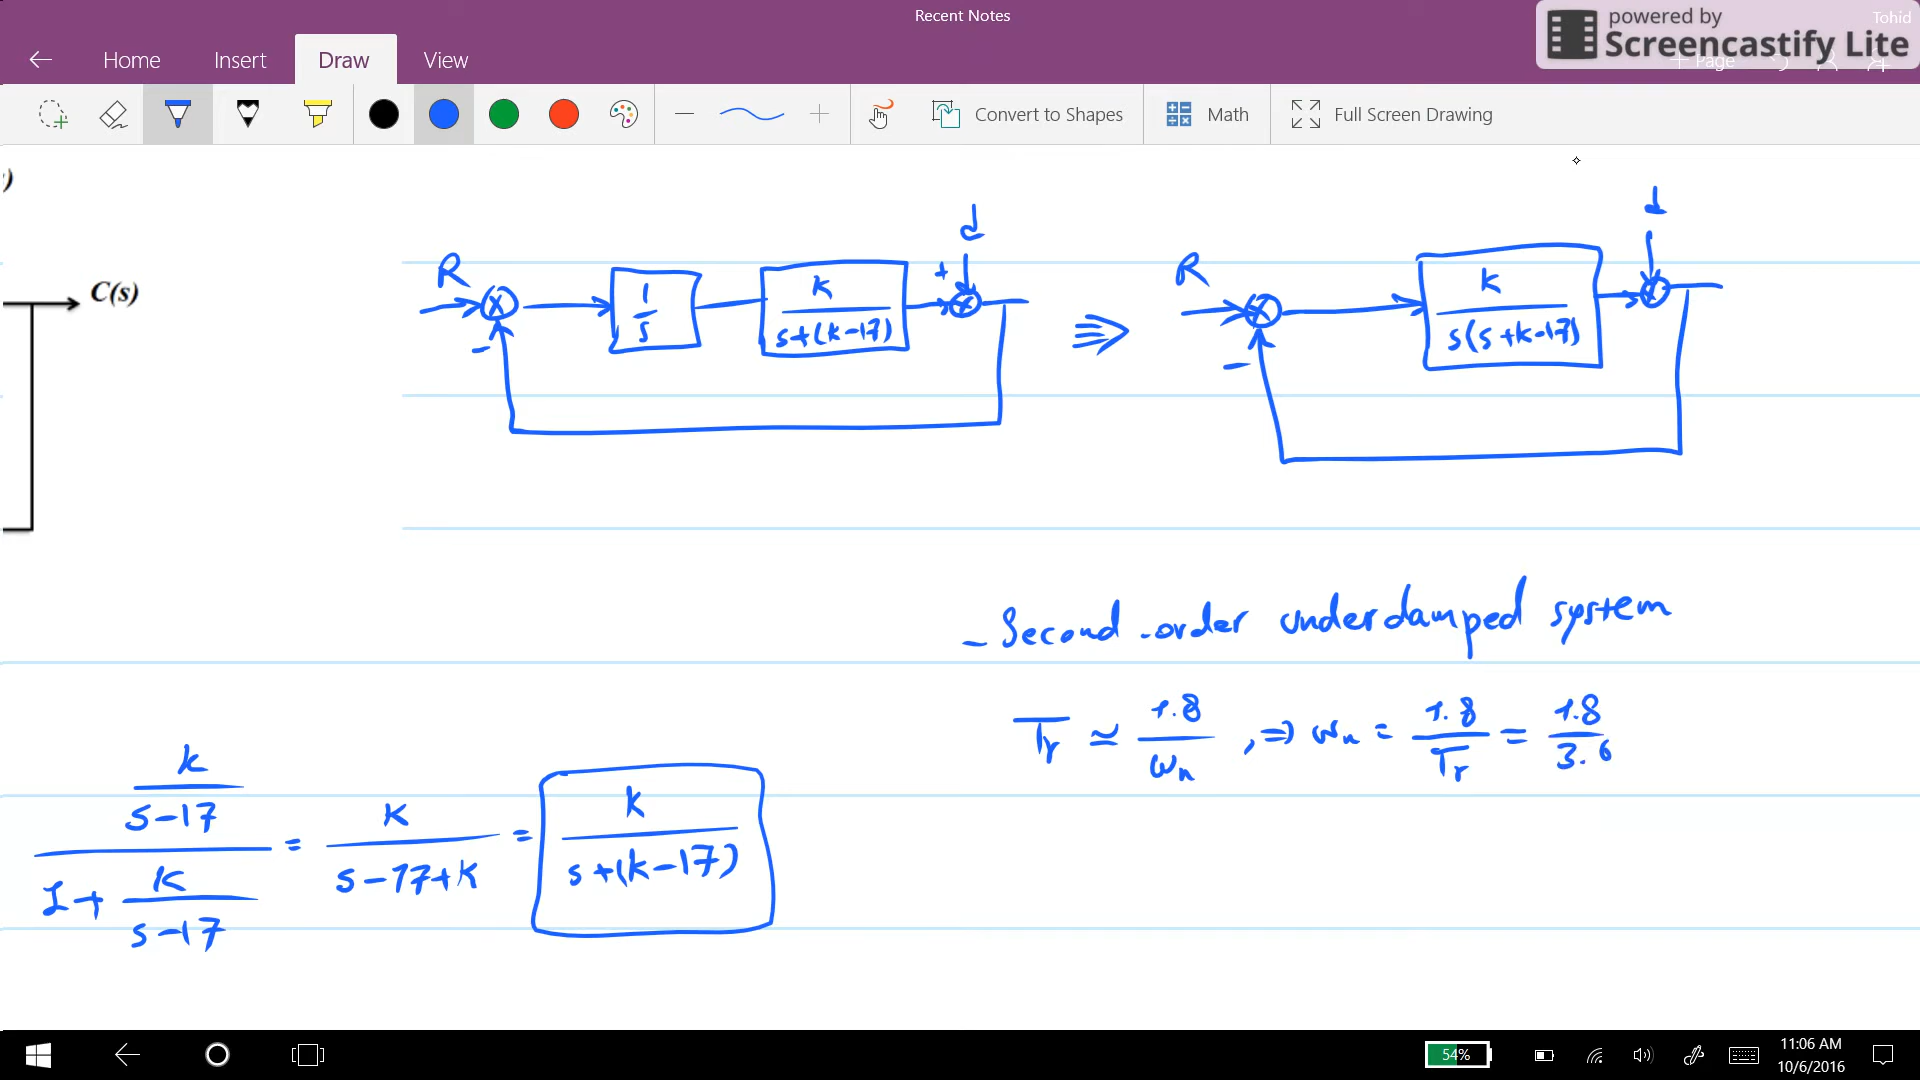 Recent Notes
powered by
Screencastify Lite
Tohid
Home Insert Draw View
+ Page
Convert to Shapes Math Full Screen Drawing
)
C(s)
R
-
1/s
k/(s+(k-17))
+
d
⇛
R
-
k/(s(s+k-17))
d
- Second-order underdamped system
Tr ≃ 1.8/ωn , ⇒ ωn = 1.8/Tr = 1.8/3.6
(k/(s-17))/(1+k/(s-17)) = k/(s-17+k) = k/(s+(k-17))
54%
11:06 AM
10/6/2016